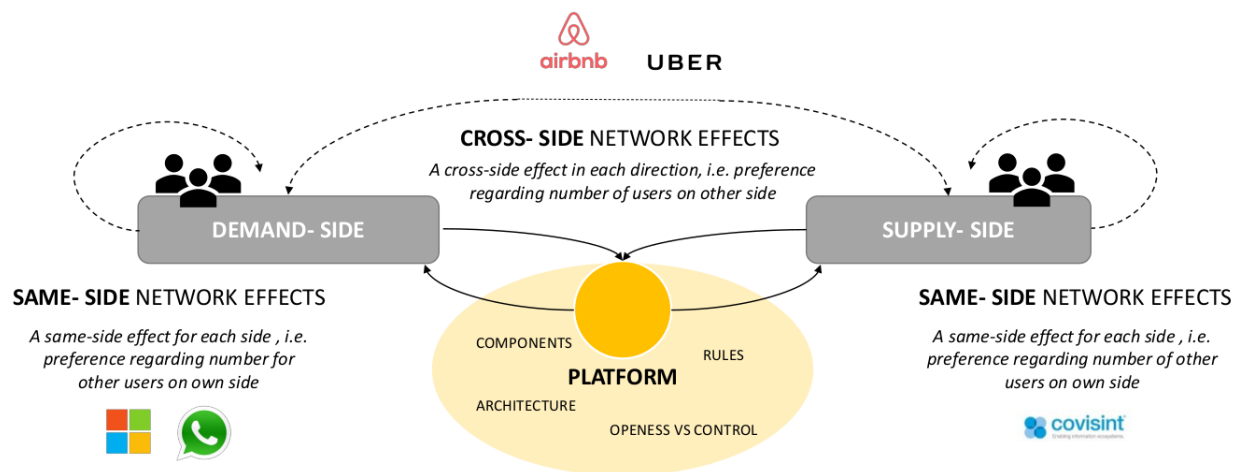 airbnb
UBER
CROSS- SIDE NETWORK EFFECTS
A cross-side effect in each direction, i.e. preference
regarding number of users on other side
DEMAND- SIDE
SUPPLY- SIDE
SAME- SIDE NETWORK EFFECTS
A same-side effect for each side , i.e.
preference regarding number for
other users on own side
COMPONENTS
RULES
PLATFORM
ARCHITECTURE
OPENESS VS CONTROL
SAME- SIDE NETWORK EFFECTS
A same-side effect for each side , i.e.
preference regarding number of other
users on own side
covisint
Enabling information ecosystems